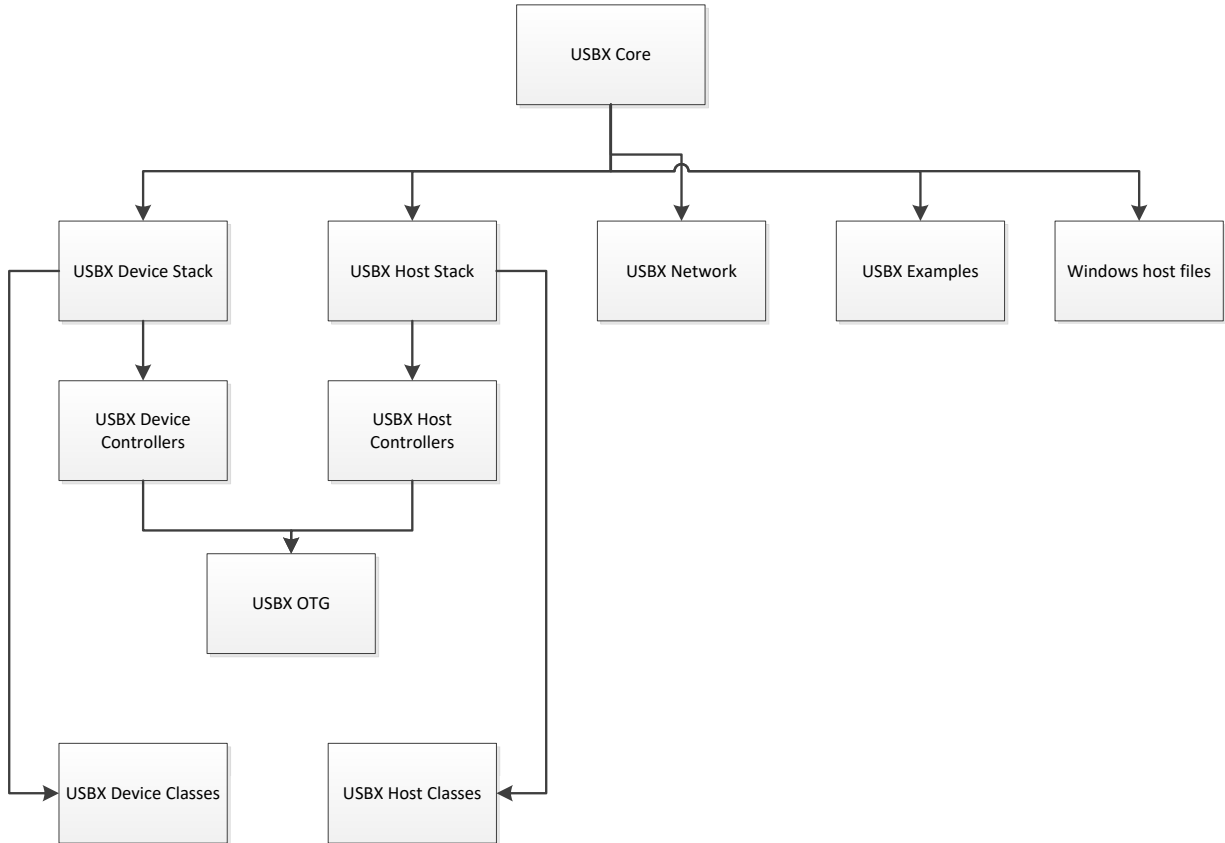 USBX Core
USBX Device Stack
USBX Host Stack
USBX Network
USBX Examples
Windows host files
USBX Device
Controllers
USBX Host
Controllers
USBX OTG
USBX Device Classes
USBX Host Classes